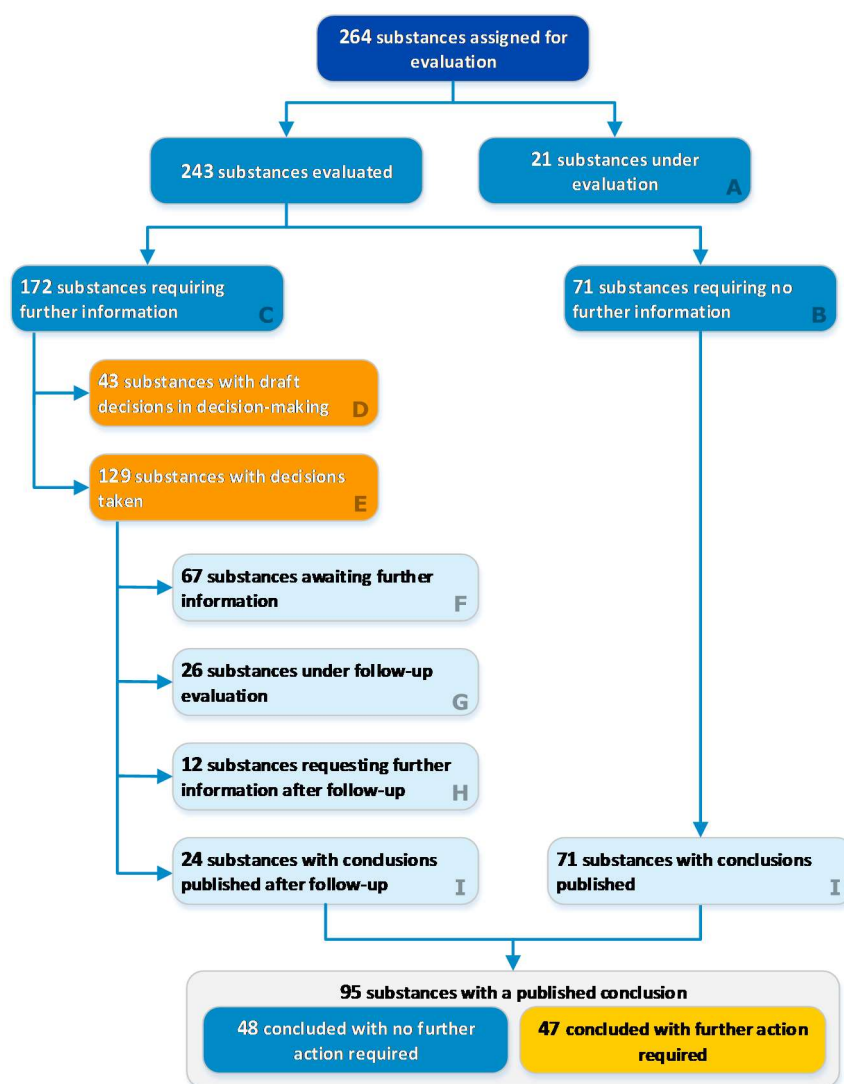 264 substances assigned for
evaluation
243 substances evaluated
21 substances under
evaluation
A
172 substances requiring
further information
C
71 substances requiring no
further information
B
43 substances with draft
decisions in decision-making
D
129 substances with decisions
taken
E
67 substances awaiting further
information
F
26 substances under follow-up
evaluation
G
12 substances requesting further
information after follow-up
H
24 substances with conclusions
published after follow-up
I
71 substances with conclusions
published
I
95 substances with a published conclusion
48 concluded with no further
action required
47 concluded with further action
required